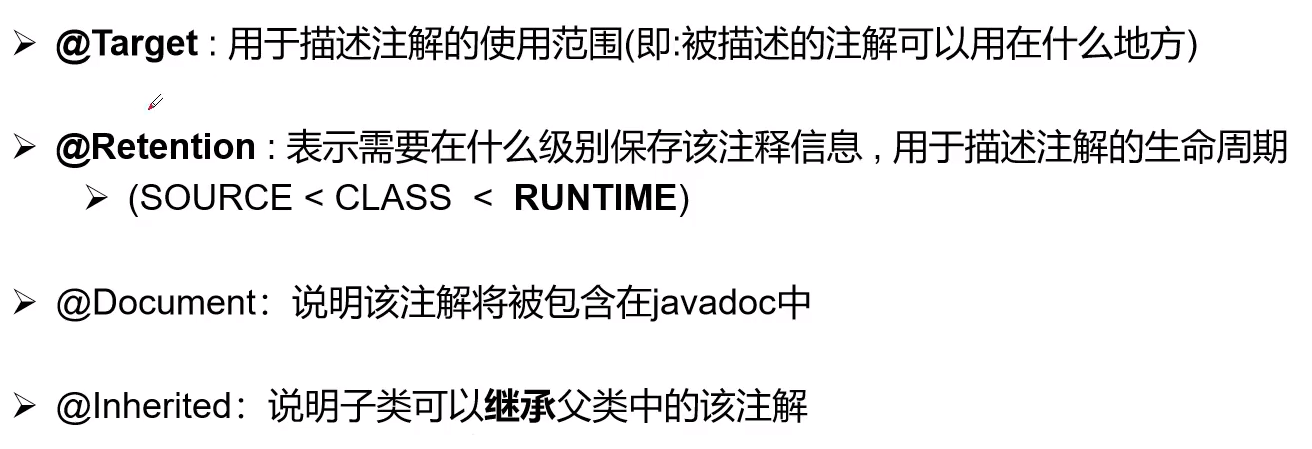 ➢ @Target : 用于描述注解的使用范围(即:被描述的注解可以用在什么地方)
➢ @Retention : 表示需要在什么级别保存该注释信息 , 用于描述注解的生命周期
➢ (SOURCE < CLASS < RUNTIME)
➢ @Document：说明该注解将被包含在javadoc中
➢ @Inherited：说明子类可以继承父类中的该注解